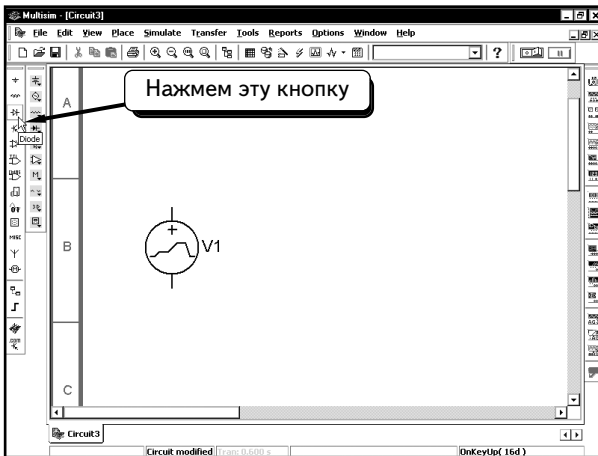 Multisim - [Circuit3]
File Edit View Place Simulate Transfer Tools Reports Options Window Help
Нажмем эту кнопку
A
Diode
MISC
B
V1
C
Circuit3
Circuit modified Tran: 0.600 s OnKeyUp( 16d )